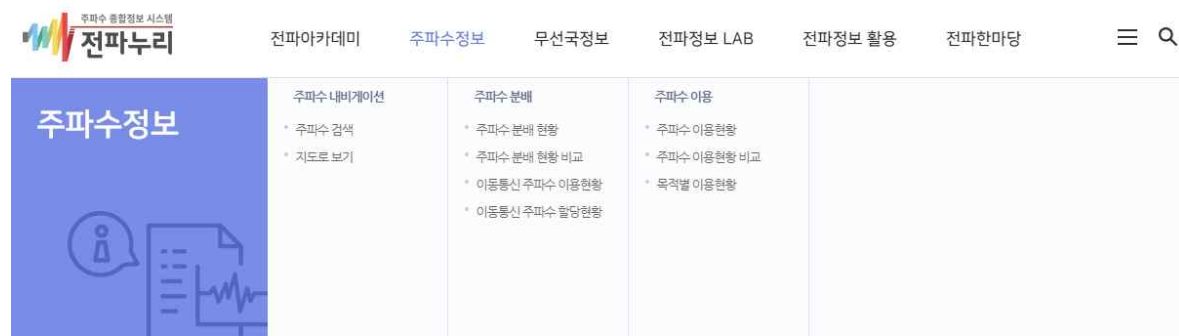 주파수 종합정보 시스템
전파누리
전파아카데미 주파수정보 무선국정보 전파정보 LAB 전파정보 활용 전파한마당
주파수정보
주파수 내비게이션
주파수 검색
지도로 보기
주파수 분배
주파수 분배 현황
주파수 분배 현황 비교
이동통신 주파수 이용현황
이동통신 주파수 할당현황
주파수 이용
주파수 이용현황
주파수 이용현황 비교
목적별 이용현황